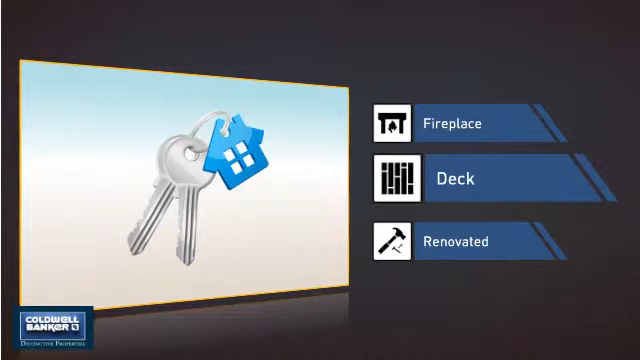 Fireplace
Deck
Renovated
COLDWELL
BANKER
DISTINCTIVE PROPERTIES